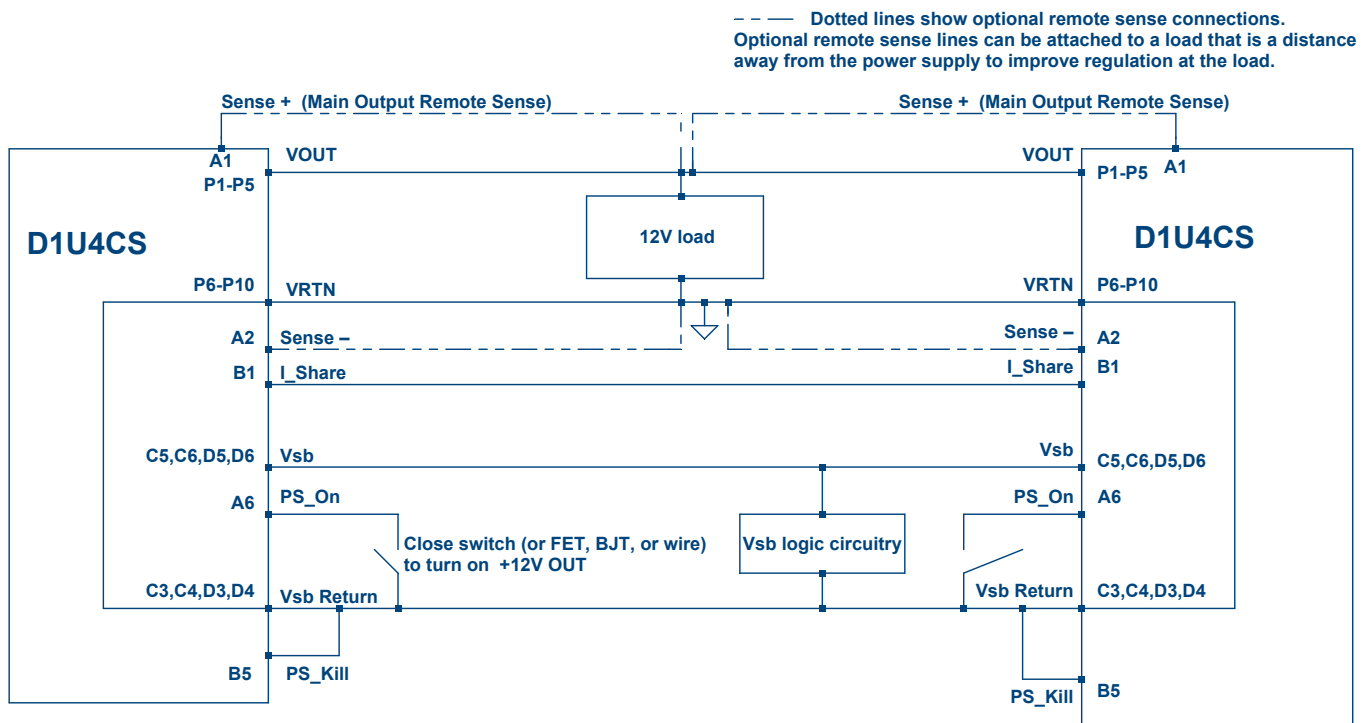 – – — Dotted lines show optional remote sense connections.
Optional remote sense lines can be attached to a load that is a distance
away from the power supply to improve regulation at the load.
Sense + (Main Output Remote Sense)
Sense + (Main Output Remote Sense)
A1
VOUT
VOUT
A1
P1-P5
P1-P5
D1U4CS
12V load
D1U4CS
P6-P10
VRTN
VRTN
P6-P10
A2
Sense –
Sense –
A2
B1
I_Share
I_Share
B1
C5,C6,D5,D6
Vsb
Vsb
C5,C6,D5,D6
A6
PS_On
PS_On
A6
Close switch (or FET, BJT, or wire)
to turn on +12V OUT
Vsb logic circuitry
C3,C4,D3,D4
Vsb Return
Vsb Return
C3,C4,D3,D4
B5
PS_Kill
PS_Kill
B5